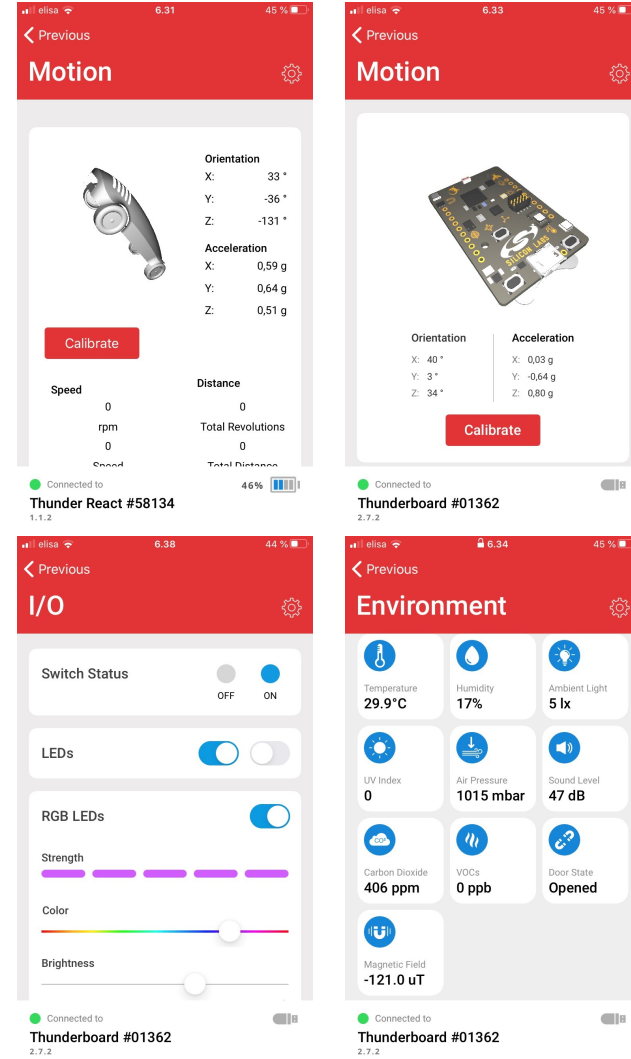 elisa 6.31 45 %
Previous
Motion
Orientation
X: 33 °
Y: -36 °
Z: -131 °
Acceleration
X: 0,59 g
Y: 0,64 g
Z: 0,51 g
Calibrate
Speed Distance
0 0
rpm Total Revolutions
0 0
Speed Total Distance
Connected to
46%
Thunder React #58134
1.1.2
elisa 6.33 45 %
Previous
Motion
SILICON LABS
Orientation Acceleration
X: 40 ° X: 0,03 g
Y: 3 ° Y: -0,64 g
Z: 34 ° Z: 0,80 g
Calibrate
Connected to
Thunderboard #01362
2.7.2
elisa 6.38 44 %
Previous
I/O
Switch Status
OFF ON
LEDs
RGB LEDs
Strength
Color
Brightness
Connected to
Thunderboard #01362
2.7.2
elisa 6.34 45 %
Previous
Environment
Temperature Humidity Ambient Light
29.9°C 17% 5 lx
UV Index Air Pressure Sound Level
0 1015 mbar 47 dB
CO²
Carbon Dioxide VOCs Door State
406 ppm 0 ppb Opened
Magnetic Field
-121.0 uT
Connected to
Thunderboard #01362
2.7.2